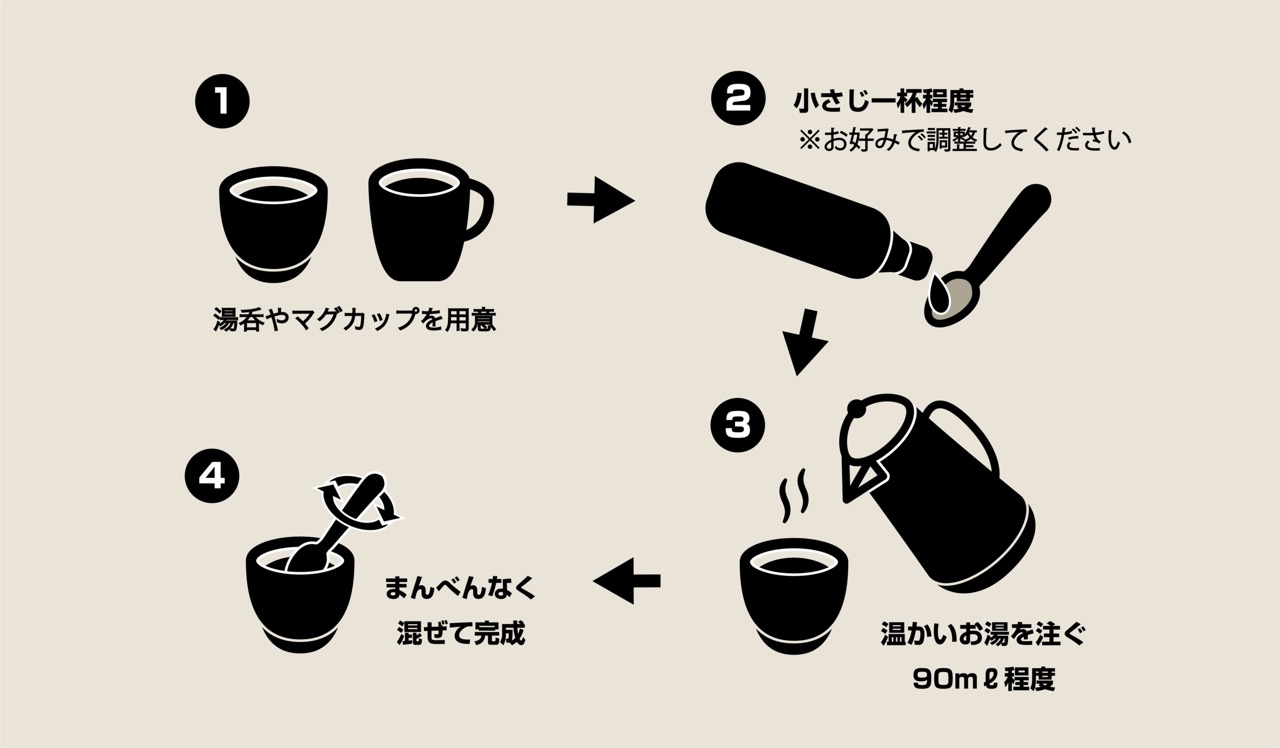 1
湯呑やマグカップを用意
2
小さじ一杯程度
※お好みで調整してください
3
温かいお湯を注ぐ
90mℓ程度
4
まんべんなく
混ぜて完成